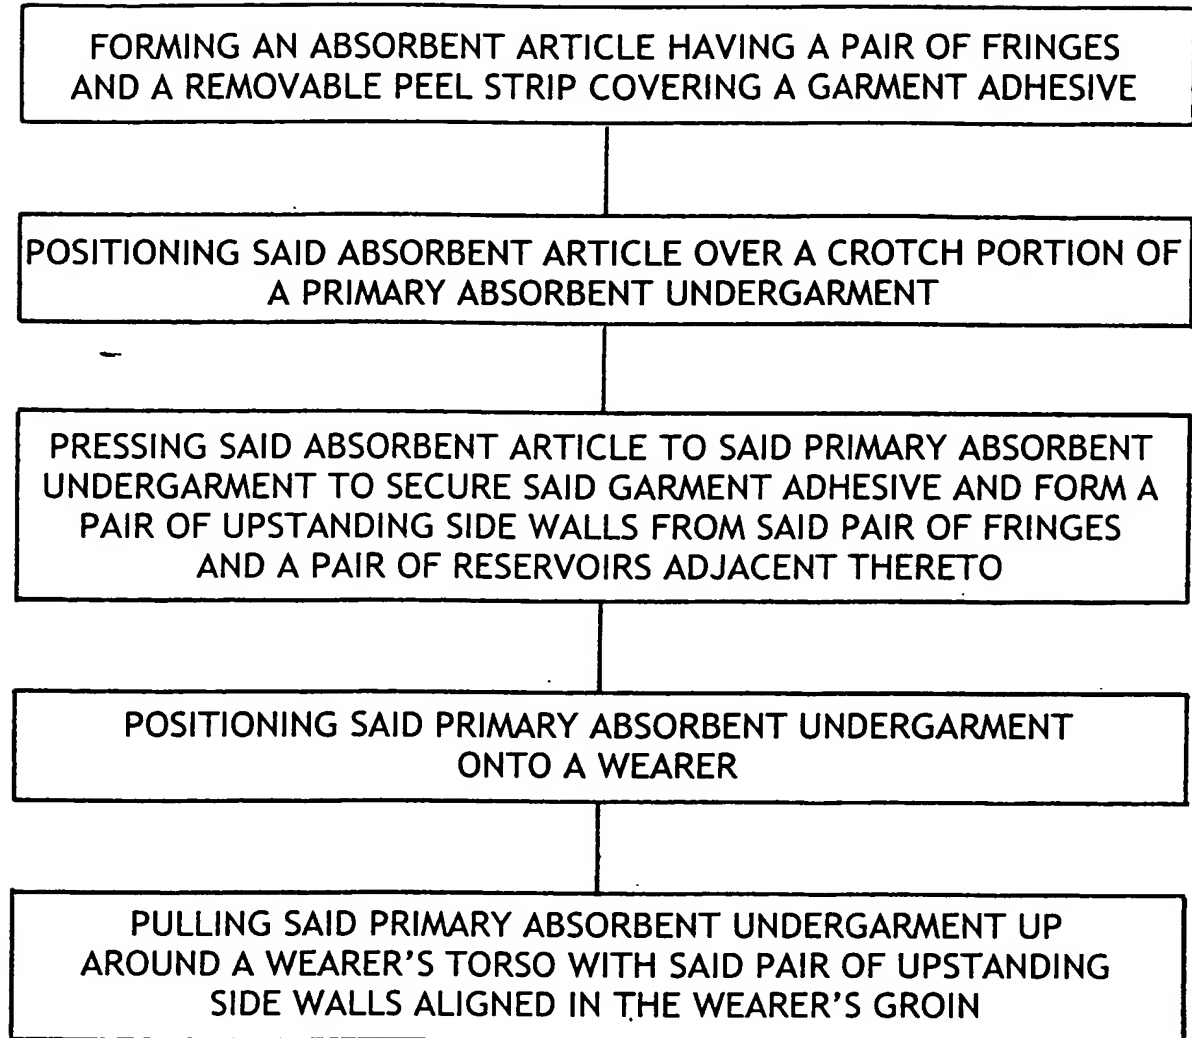 FORMING AN ABSORBENT ARTICLE HAVING A PAIR OF FRINGES
AND A REMOVABLE PEEL STRIP COVERING A GARMENT ADHESIVE
POSITIONING SAID ABSORBENT ARTICLE OVER A CROTCH PORTION OF
A PRIMARY ABSORBENT UNDERGARMENT
PRESSING SAID ABSORBENT ARTICLE TO SAID PRIMARY ABSORBENT
UNDERGARMENT TO SECURE SAID GARMENT ADHESIVE AND FORM A
PAIR OF UPSTANDING SIDE WALLS FROM SAID PAIR OF FRINGES
AND A PAIR OF RESERVOIRS ADJACENT THERETO
POSITIONING SAID PRIMARY ABSORBENT UNDERGARMENT
ONTO A WEARER
PULLING SAID PRIMARY ABSORBENT UNDERGARMENT UP
AROUND A WEARER'S TORSO WITH SAID PAIR OF UPSTANDING
SIDE WALLS ALIGNED IN THE WEARER'S GROIN